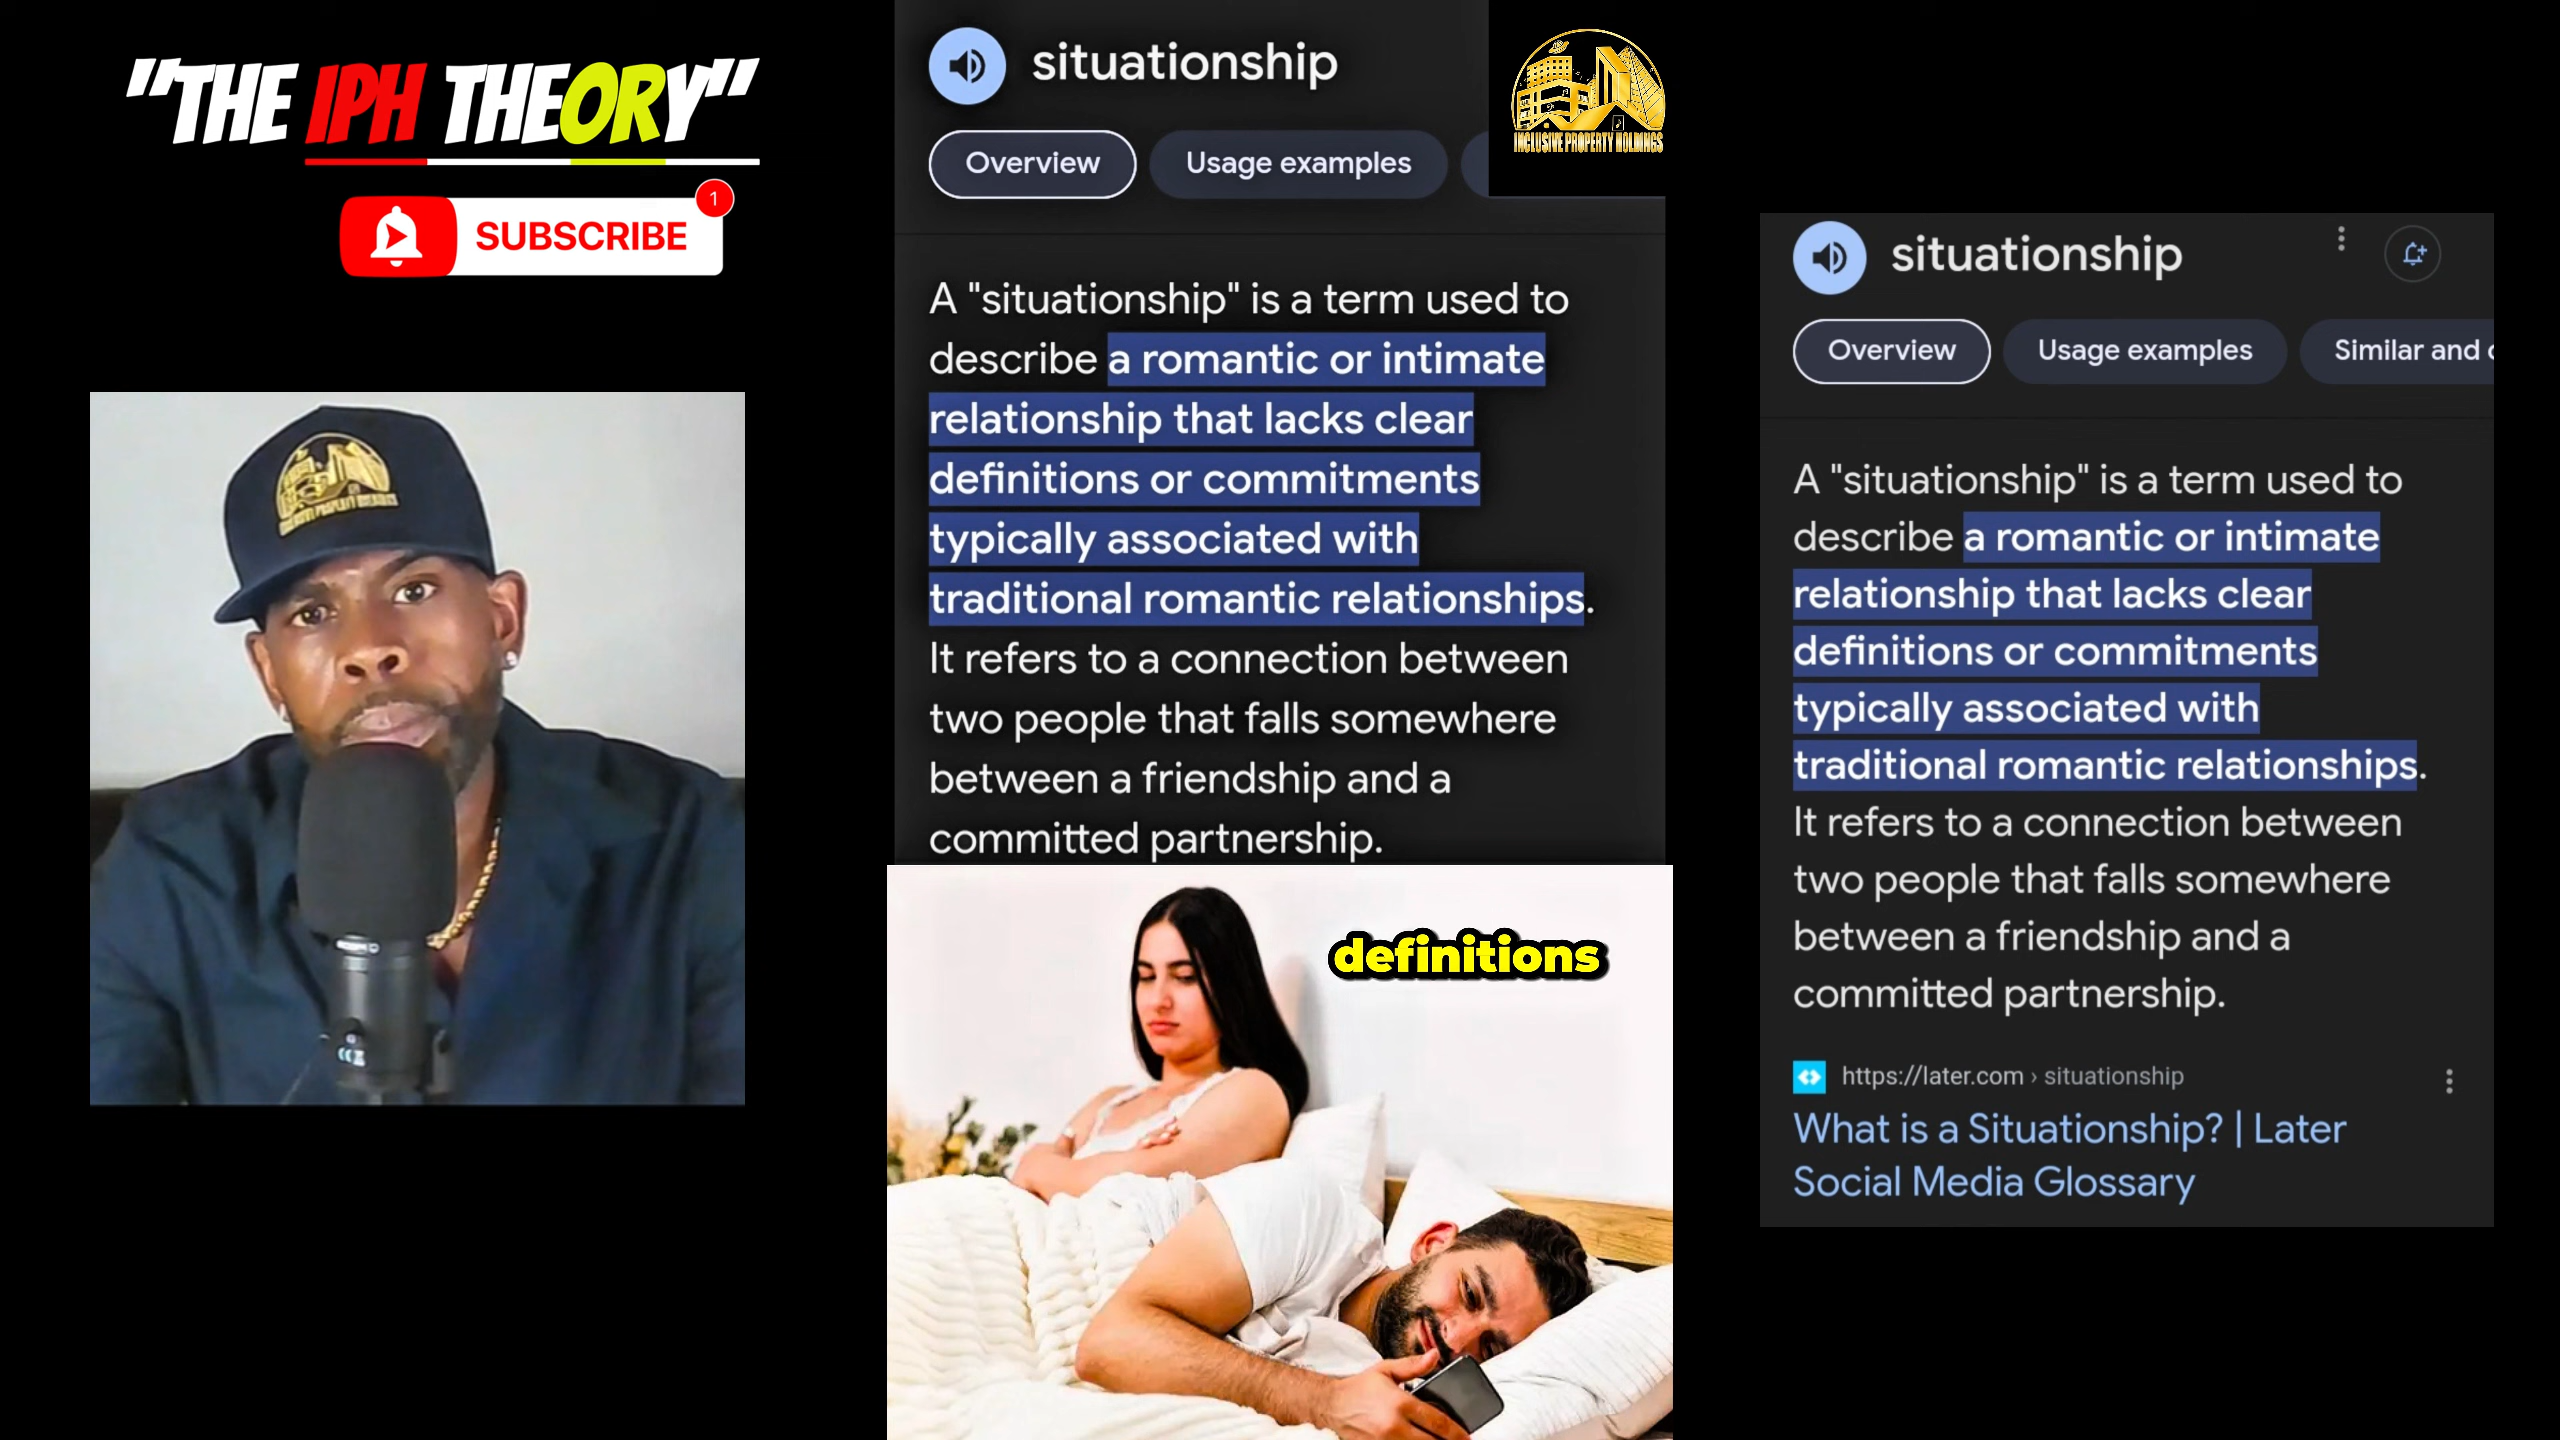 "THE IPH THEORY"
SUBSCRIBE
1
situationship
Overview
Usage examples
INCLUSIVE PROPERTY HOLDINGS
A "situationship" is a term used to
describe a romantic or intimate
relationship that lacks clear
definitions or commitments
typically associated with
traditional romantic relationships.
It refers to a connection between
two people that falls somewhere
between a friendship and a
committed partnership.
definitions
situationship
Overview
Usage examples
Similar and
A "situationship" is a term used to
describe a romantic or intimate
relationship that lacks clear
definitions or commitments
typically associated with
traditional romantic relationships.
It refers to a connection between
two people that falls somewhere
between a friendship and a
committed partnership.
https://later.com › situationship
What is a Situationship? | Later
Social Media Glossary